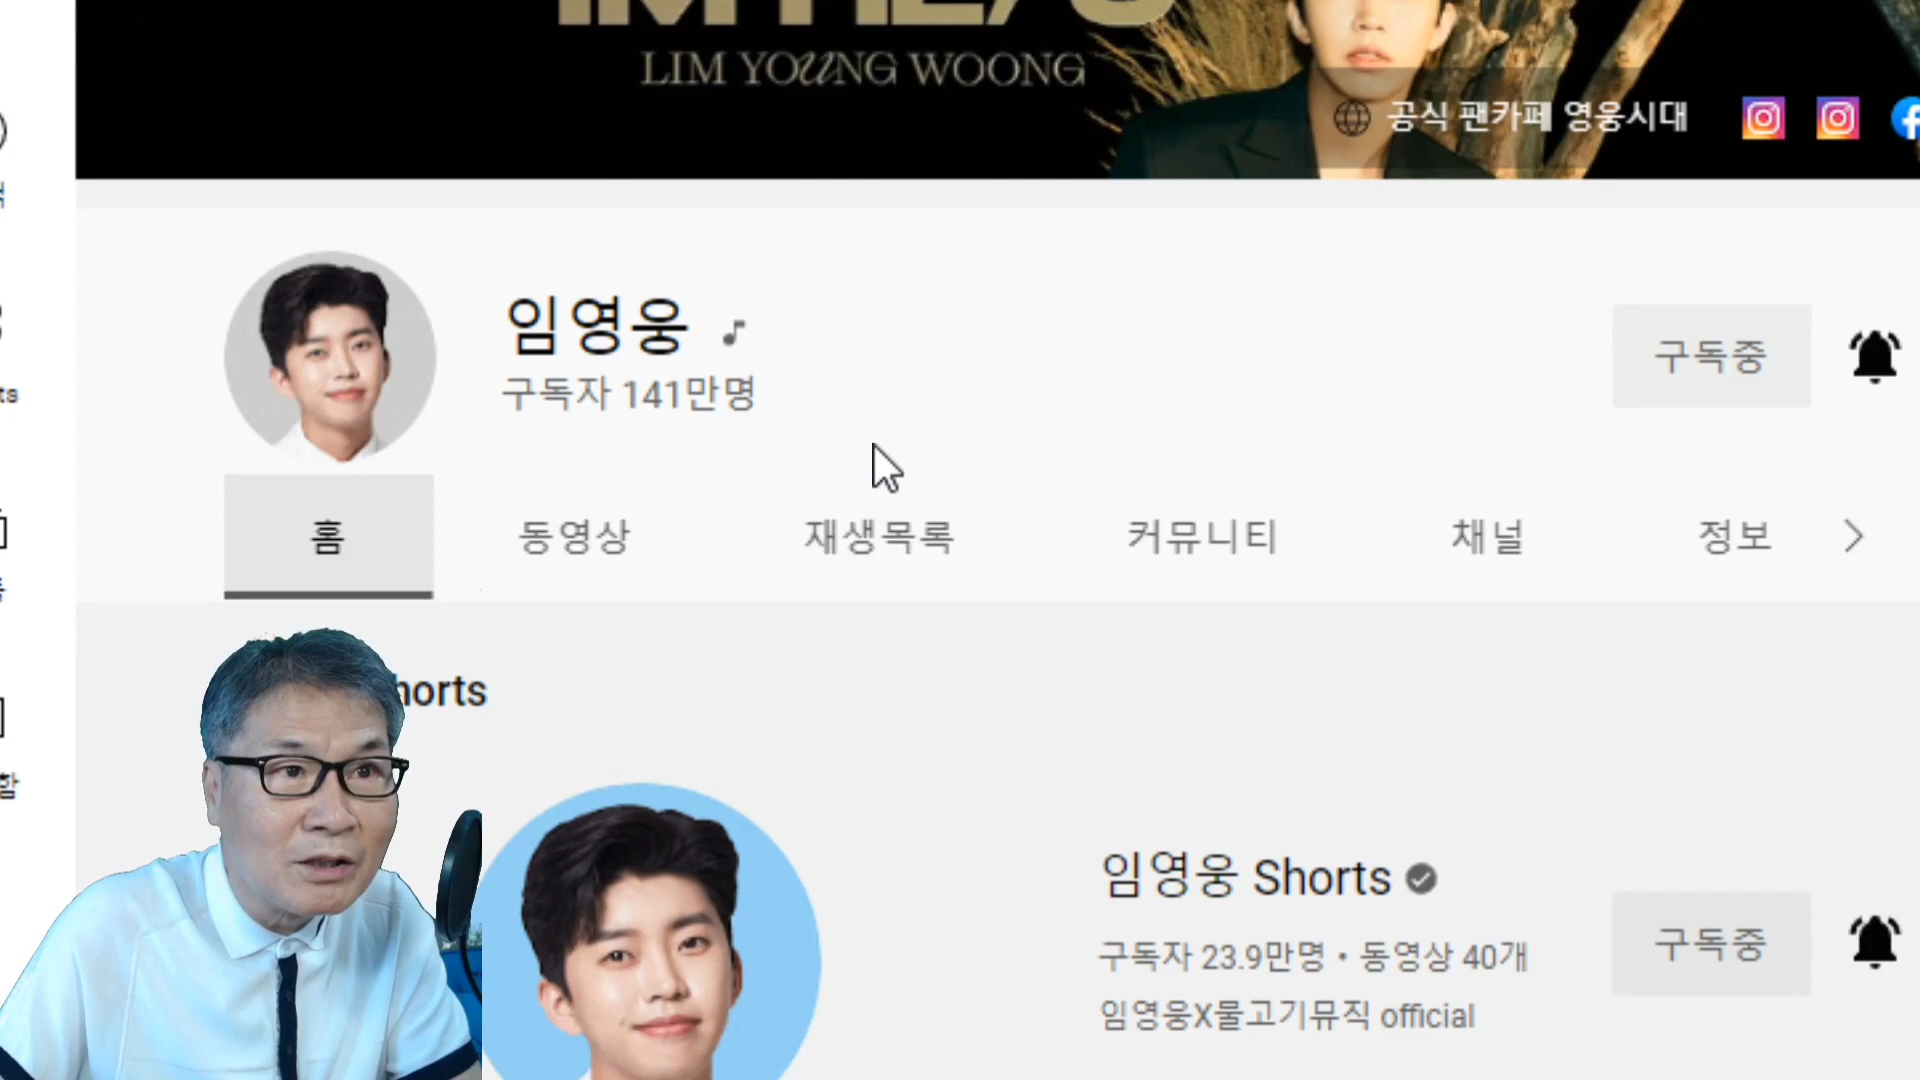 LIM YOUNG WOONG
공식 팬카페 영웅시대
임영웅
구독자 141만명
구독중
홈
동영상
재생목록
커뮤니티
채널
정보
horts
임영웅 Shorts
구독자 23.9만명 • 동영상 40개
임영웅X물고기뮤직 official
구독중